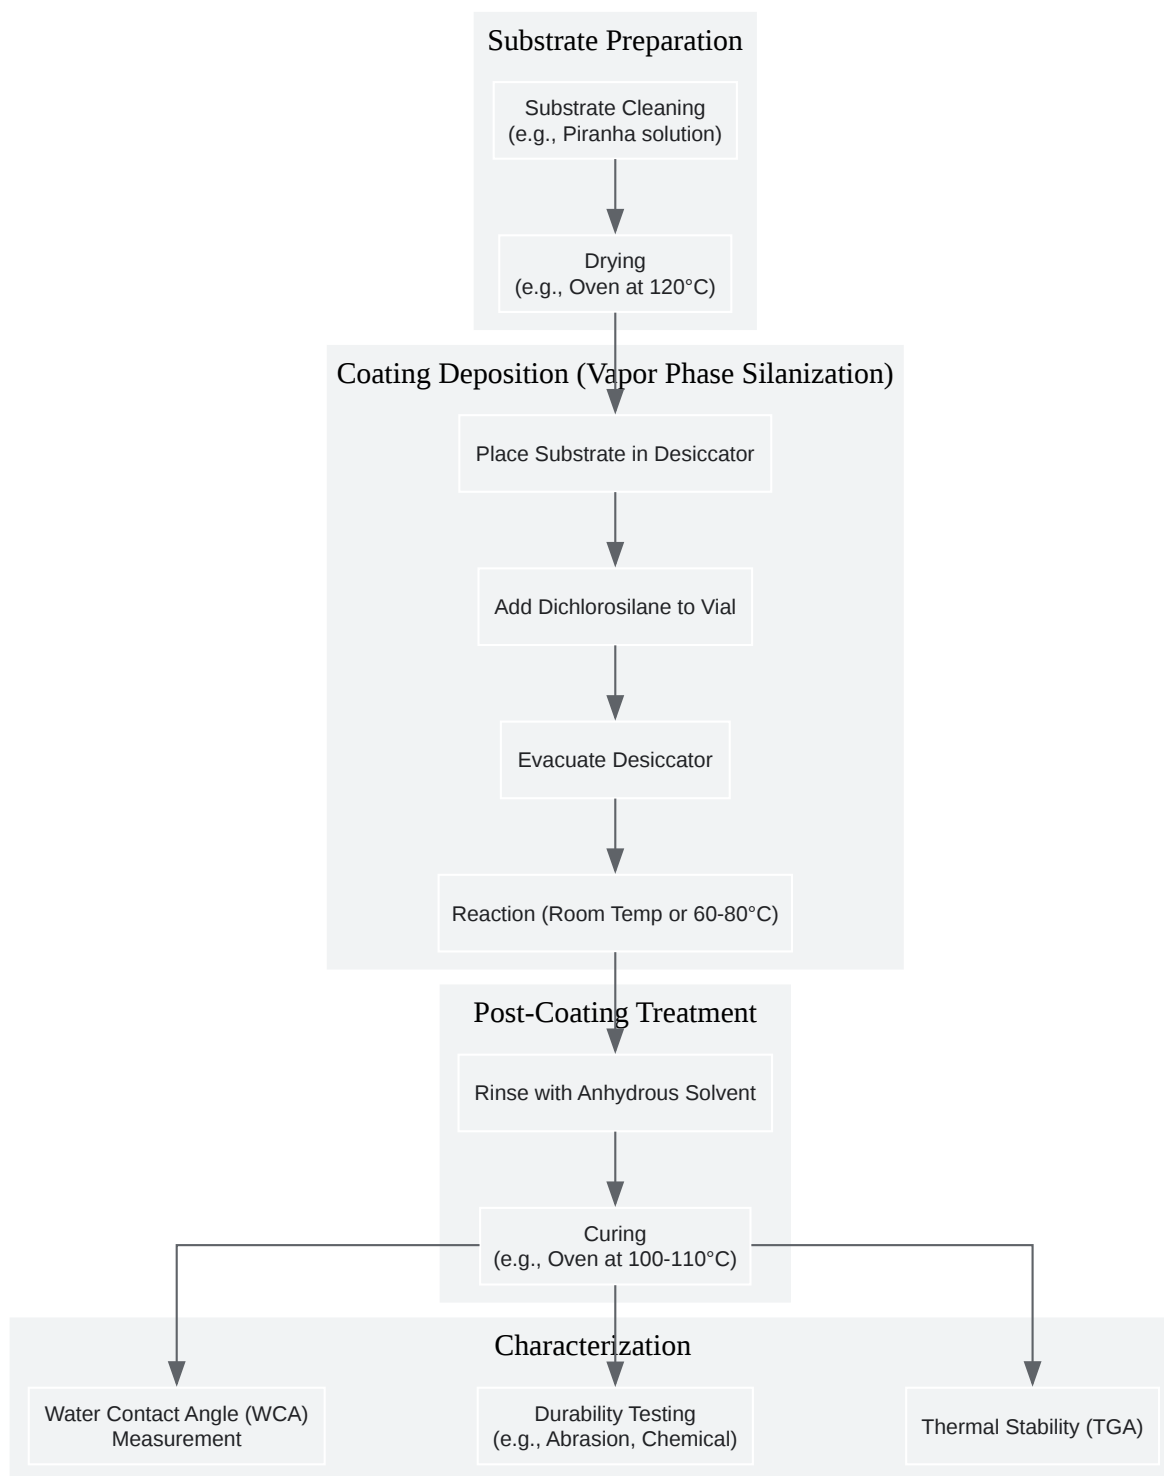 Substrate Preparation
Substrate Cleaning
(e.g., Piranha solution)
Drying
(e.g., Oven at 120°C)
Coating Deposition (Vapor Phase Silanization)
Place Substrate in Desiccator
Add Dichlorosilane to Vial
Evacuate Desiccator
Reaction (Room Temp or 60-80°C)
Post-Coating Treatment
Rinse with Anhydrous Solvent
Curing
(e.g., Oven at 100-110°C)
Characterization
Water Contact Angle (WCA)
Measurement
Durability Testing
(e.g., Abrasion, Chemical)
Thermal Stability (TGA)